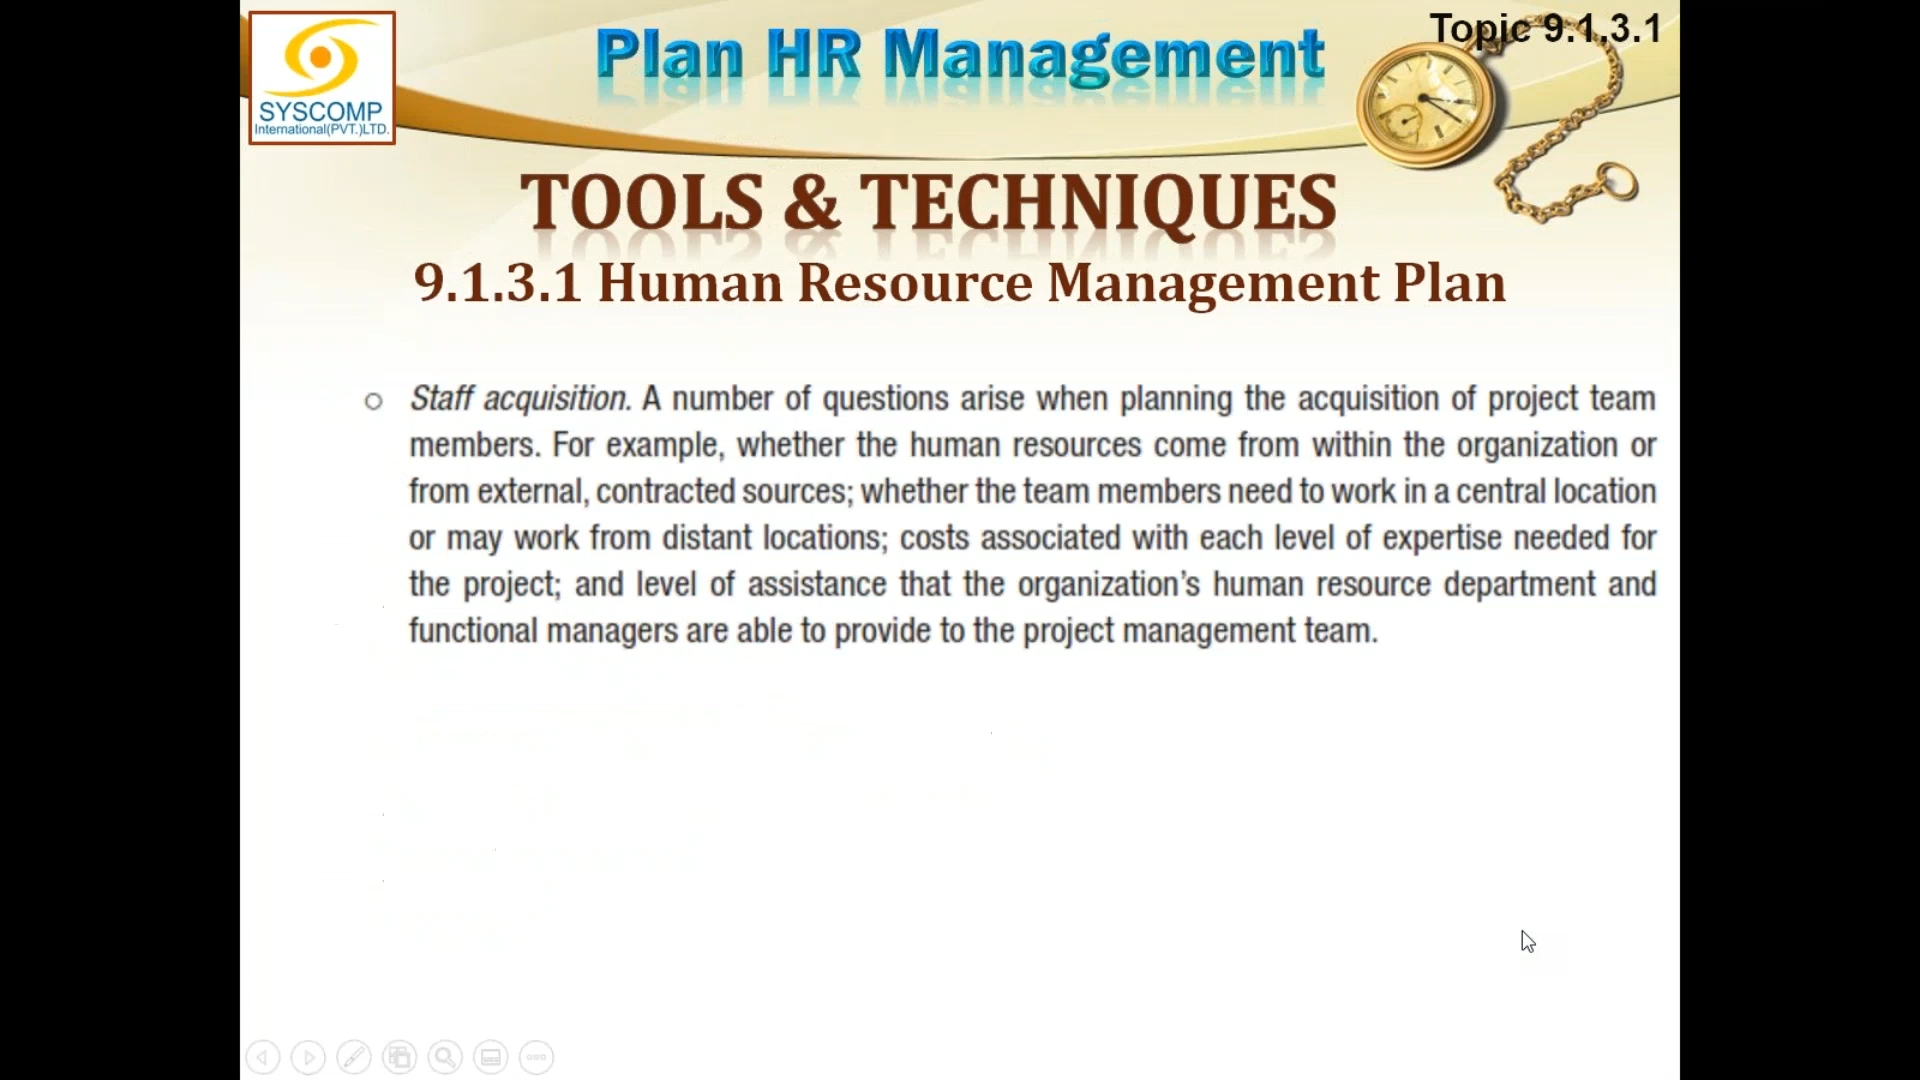 Topic 9.1.3.1
Plan HR Management
SYSCOMP
International(PVT.)LTD.
TOOLS & TECHNIQUES
9.1.3.1 Human Resource Management Plan
Staff acquisition. A number of questions arise when planning the acquisition of project team
members. For example, whether the human resources come from within the organization or
from external, contracted sources; whether the team members need to work in a central location
or may work from distant locations; costs associated with each level of expertise needed for
the project; and level of assistance that the organization’s human resource department and
functional managers are able to provide to the project management team.